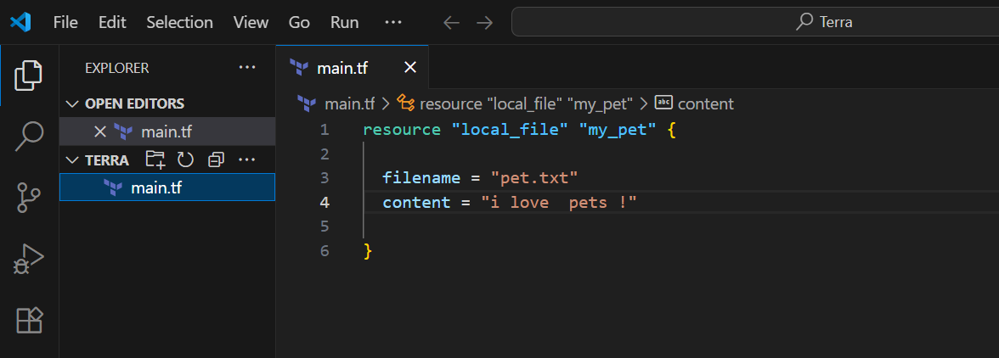 File Edit Selection View Go Run ··· ← → Terra
EXPLORER ···
main.tf ×
OPEN EDITORS
× main.tf
TERRA ···
main.tf
main.tf > resource "local_file" "my_pet" > abc content
1 resource "local_file" "my_pet" {
2
3 filename = "pet.txt"
4 content = "i love  pets !"
5
6 }